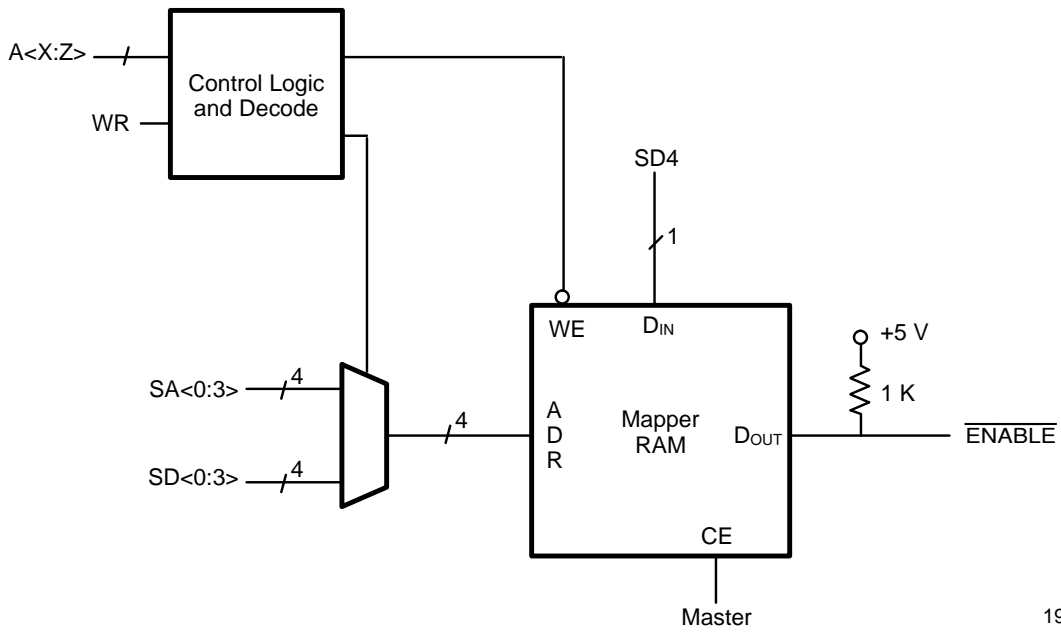 A<X:Z>
Control Logic
and Decode
WR
SD4
1
WE
DIN
+5 V
1 K
SA<0:3>
4
A
D
R
4
Mapper
RAM
DOUT
ENABLE
SD<0:3>
4
CE
Master
19